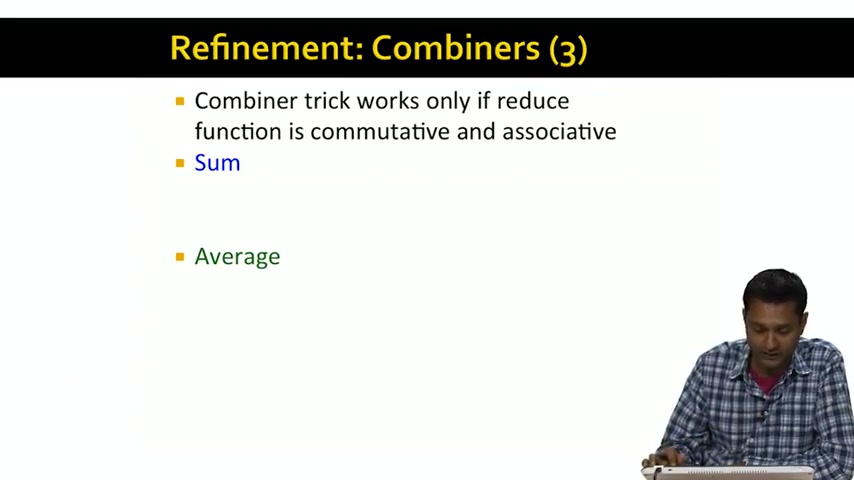 Refinement: Combiners (3)
Combiner trick works only if reduce
function is commutative and associative
Sum
Average